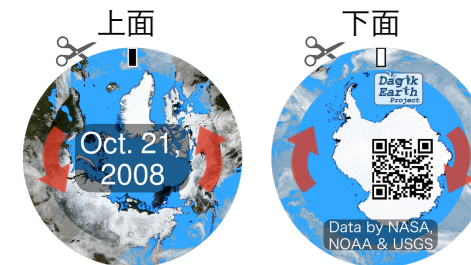 上面
Oct. 21,
2008
下面
Dagik
Earth
Project
Data by NASA,
NOAA & USGS